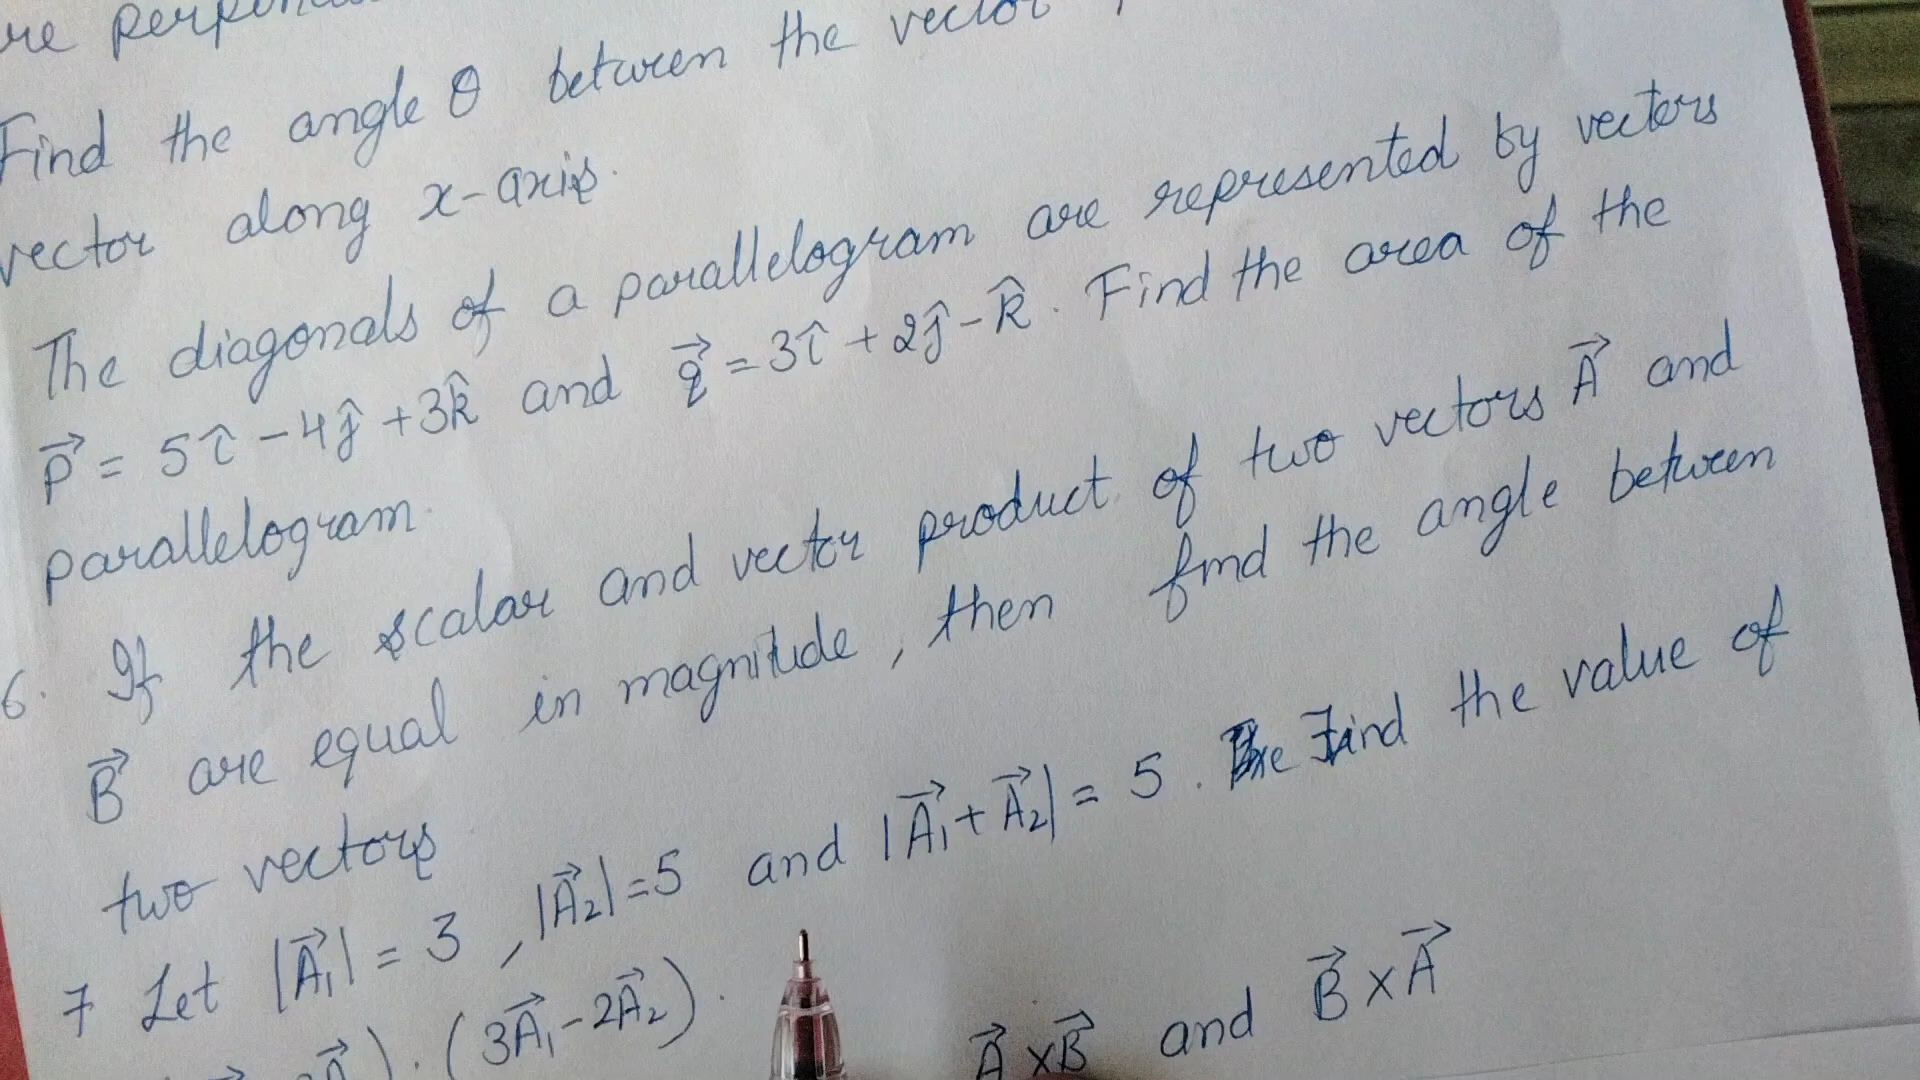 Find the angle θ between the vector
vector along x-axis.
The diagonals of a parallelogram are represented by vectors
p⃗ = 5î - 4ĵ + 3k̂ and q⃗ = 3î + 2ĵ - k̂. Find the area of the
parallelogram.
6. If the scalar and vector product of two vectors A⃗ and
B⃗ are equal in magnitude, then find the angle between
two vectors
7 Let |A⃗₁| = 3, |A⃗₂| = 5 and |A⃗₁ + A⃗₂| = 5. Find the value of
). (3A⃗₁ - 2A⃗₂).
A⃗ × B⃗ and B⃗ × A⃗